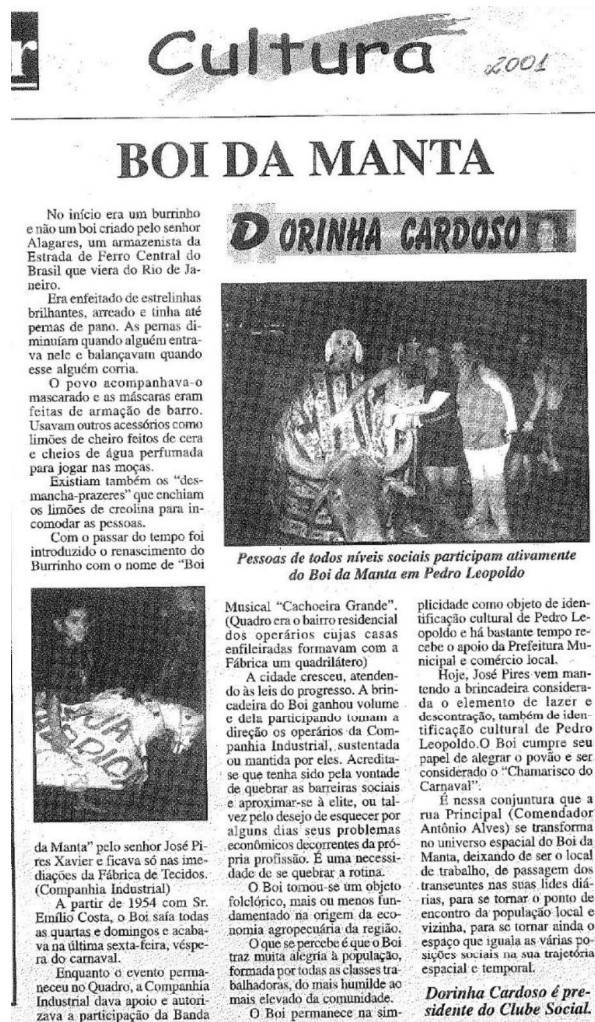 r
Cultura
2001
BOI DA MANTA
DORINHA CARDOSO
No início era um burrinho
e não um boi criado pelo senhor
Alagares, um armazenista da
Estrada de Ferro Central do
Brasil que viera do Rio de Ja-
neiro.
Era enfeitado de estrelinhas
brilhantes, arreado e tinha até
pernas de pano. As pernas di-
minuíam quando alguém entra-
va nele e balançavam quando
esse alguém corria.
O povo acompanhava-o
mascarado e as máscaras eram
feitas de armação de barro.
Usavam outros acessórios como
limões de cheiro feitos de cera
e cheios de água perfumada
para jogar nas moças.
Existiam também os "des-
mancha-prazeres" que enchiam
os limões de creolina para in-
comodar as pessoas.
Com o passar do tempo foi
introduzido o renascimento do
Burrinho com o nome de "Boi
Pessoas de todos níveis sociais participam ativamente
do Boi da Manta em Pedro Leopoldo
da Manta" pelo senhor José Pi-
res Xavier e ficava só nas ime-
diações da Fábrica de Tecidos.
(Companhia Industrial)
A partir de 1954 com Sr.
Emílio Costa, o Boi saía todas
as quartas e domingos e acaba-
va na última sexta-feira, véspe-
ra do carnaval.
Enquanto o evento perma-
neceu no Quadro, a Companhia
Industrial dava apoio e autori-
zava a participação da Banda
Musical "Cachoeira Grande".
(Quadro era o bairro residencial
dos operários cujas casas
enfileiradas formavam com a
Fábrica um quadrilátero)
A cidade cresceu, atenden-
do às leis do progresso. A brin-
cadeira do Boi ganhou volume
e dela participando tomam a
direção os operários da Com-
panhia Industrial, sustentada
ou mantida por eles. Acredita-
se que tenha sido pela vontade
de quebrar as barreiras sociais
e aproximar-se à elite, ou tal-
vez pelo desejo de esquecer por
alguns dias seus problemas
econômicos decorrentes da pró-
pria profissão. É uma necessi-
dade de se quebrar a rotina.
O Boi tornou-se um objeto
folclórico, mais ou menos fun-
damentado na origem da eco-
nomia agropecuária da região.
O que se percebe é que o Boi
traz muita alegria à população,
formada por todas as classes tra-
balhadoras, do mais humilde ao
mais elevado da comunidade.
O Boi permanece na sim-
plicidade como objeto de iden-
tificação cultural de Pedro Leo-
poldo e há bastante tempo re-
cebe o apoio da Prefeitura Mu-
nicipal e comércio local.
Hoje, José Pires vem man-
tendo a brincadeira considera-
da o elemento de lazer e
descontração, também de iden-
tificação cultural de Pedro
Leopoldo.O Boi cumpre seu
papel de alegrar o povão e ser
considerado o "Chamarisco do
Carnaval".
É nessa conjuntura que a
rua Principal (Comendador
Antônio Alves) se transforma
no universo espacial do Boi da
Manta, deixando de ser o local
de trabalho, de passagem dos
transeuntes nas suas lides diá-
rias, para se tornar o ponto de
encontro da população local e
vizinha, para se tornar ainda o
espaço que iguala as várias po-
sições sociais na sua trajetória
espacial e temporal.
Dorinha Cardoso é pre-
sidente do Clube Social.